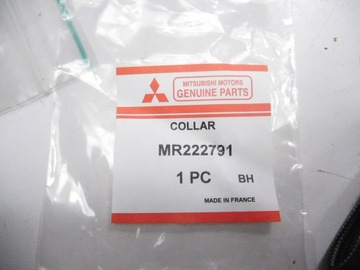 MITSUBISHI MOTORS
GENUINE PARTS
COLLAR
MR222791
1 PC BH
MADE IN FRANCE